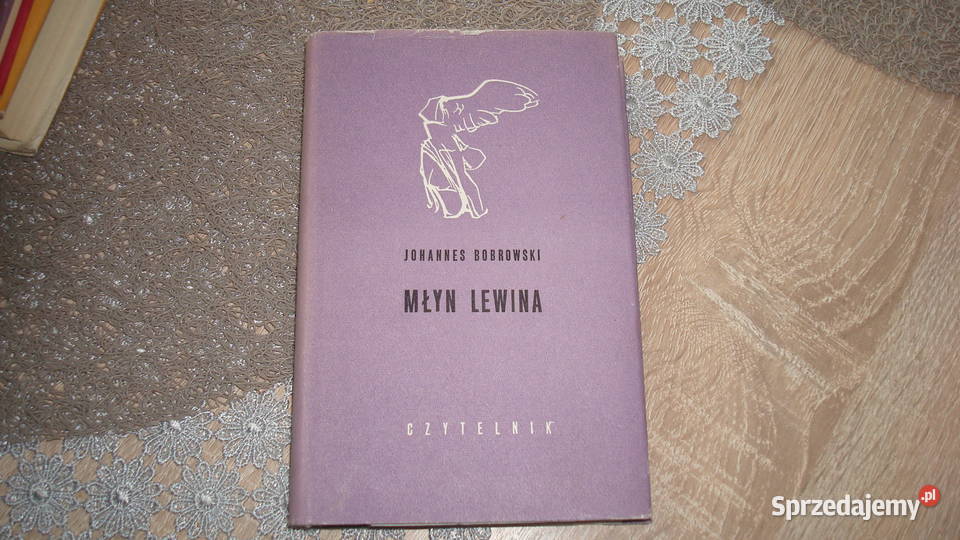 JOHANNES BOBROWSKI
MŁYN LEWINA
CZYTELNIK
Sprzedajemy.pl